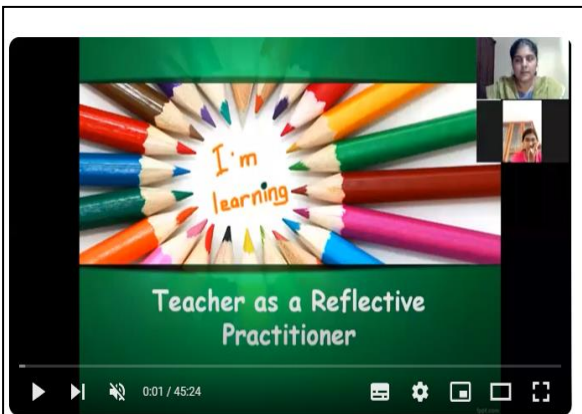 I'm
learning
Teacher as a Reflective
Practitioner
0:01 / 45:24